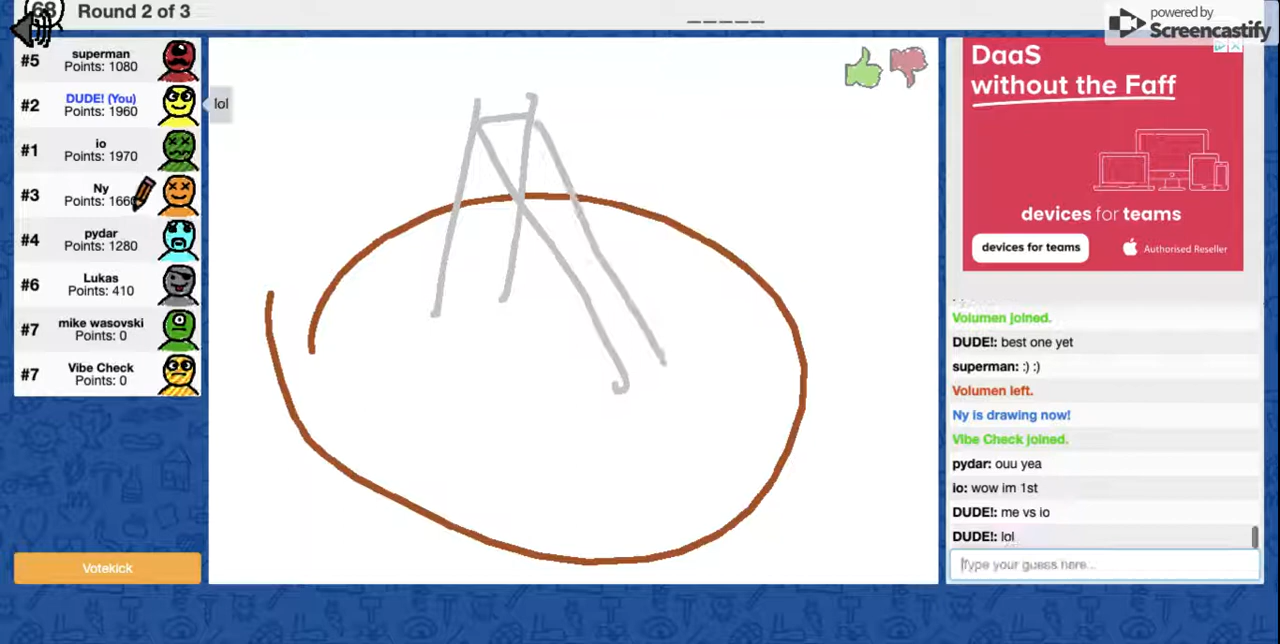 68
Round 2 of 3
_ _ _ _ _
powered by
Screencastify
#5
superman
Points: 1080
#2
DUDE! (You)
Points: 1960
lol
#1
io
Points: 1970
#3
Ny
Points: 1660
#4
pydar
Points: 1280
#6
Lukas
Points: 410
#7
mike wasovski
Points: 0
#7
Vibe Check
Points: 0
Votekick
DaaS
without the Faff
devices for teams
devices for teams
Authorised Reseller
Volumen joined.
DUDE!: best one yet
superman: :) :)
Volumen left.
Ny is drawing now!
Vibe Check joined.
pydar: ouu yea
io: wow im 1st
DUDE!: me vs io
DUDE!: lol
Type your guess here...